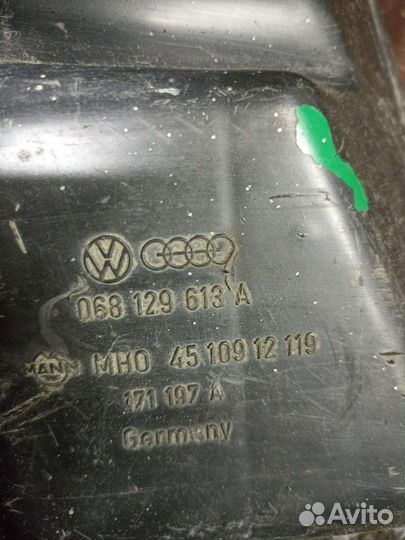 VW
068 129 613 A
MANN MHO 45 109 12 119
171 197 A
Germany
Avito